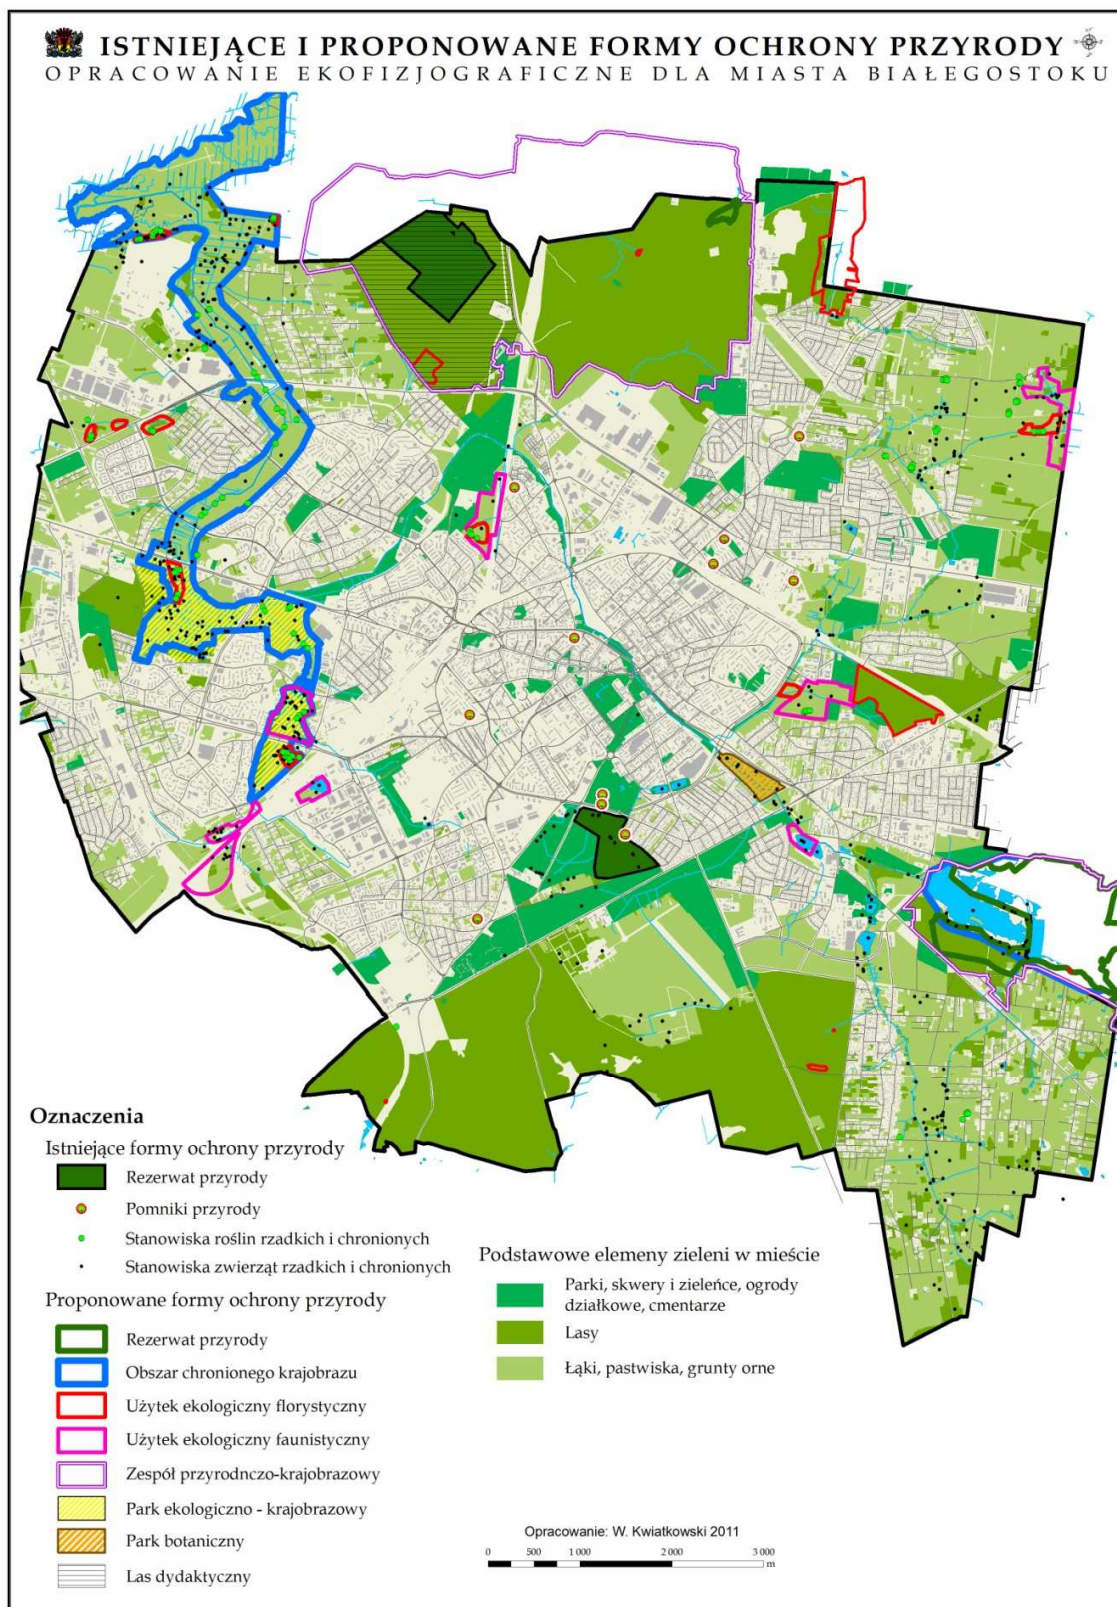 ISTNIEJĄCE I PROPONOWANE FORMY OCHRONY PRZYRODY
OPRACOWANIE EKOFIZJOGRAFICZNE DLA MIASTA BIAŁEGOSTOKU
Oznaczenia
Istniejące formy ochrony przyrody
Rezerwat przyrody
Pomniki przyrody
Stanowiska roślin rzadkich i chronionych
Stanowiska zwierząt rzadkich i chronionych
Proponowane formy ochrony przyrody
Rezerwat przyrody
Obszar chronionego krajobrazu
Użytek ekologiczny florystyczny
Użytek ekologiczny faunistyczny
Zespół przyrodnczo-krajobrazowy
Park ekologiczno - krajobrazowy
Park botaniczny
Las dydaktyczny
Podstawowe elemeny zieleni w mieście
Parki, skwery i zieleńce, ogrody
działkowe, cmentarze
Lasy
Łąki, pastwiska, grunty orne
Opracowanie: W. Kwiatkowski 2011
0 500 1 000 2 000 3 000
m